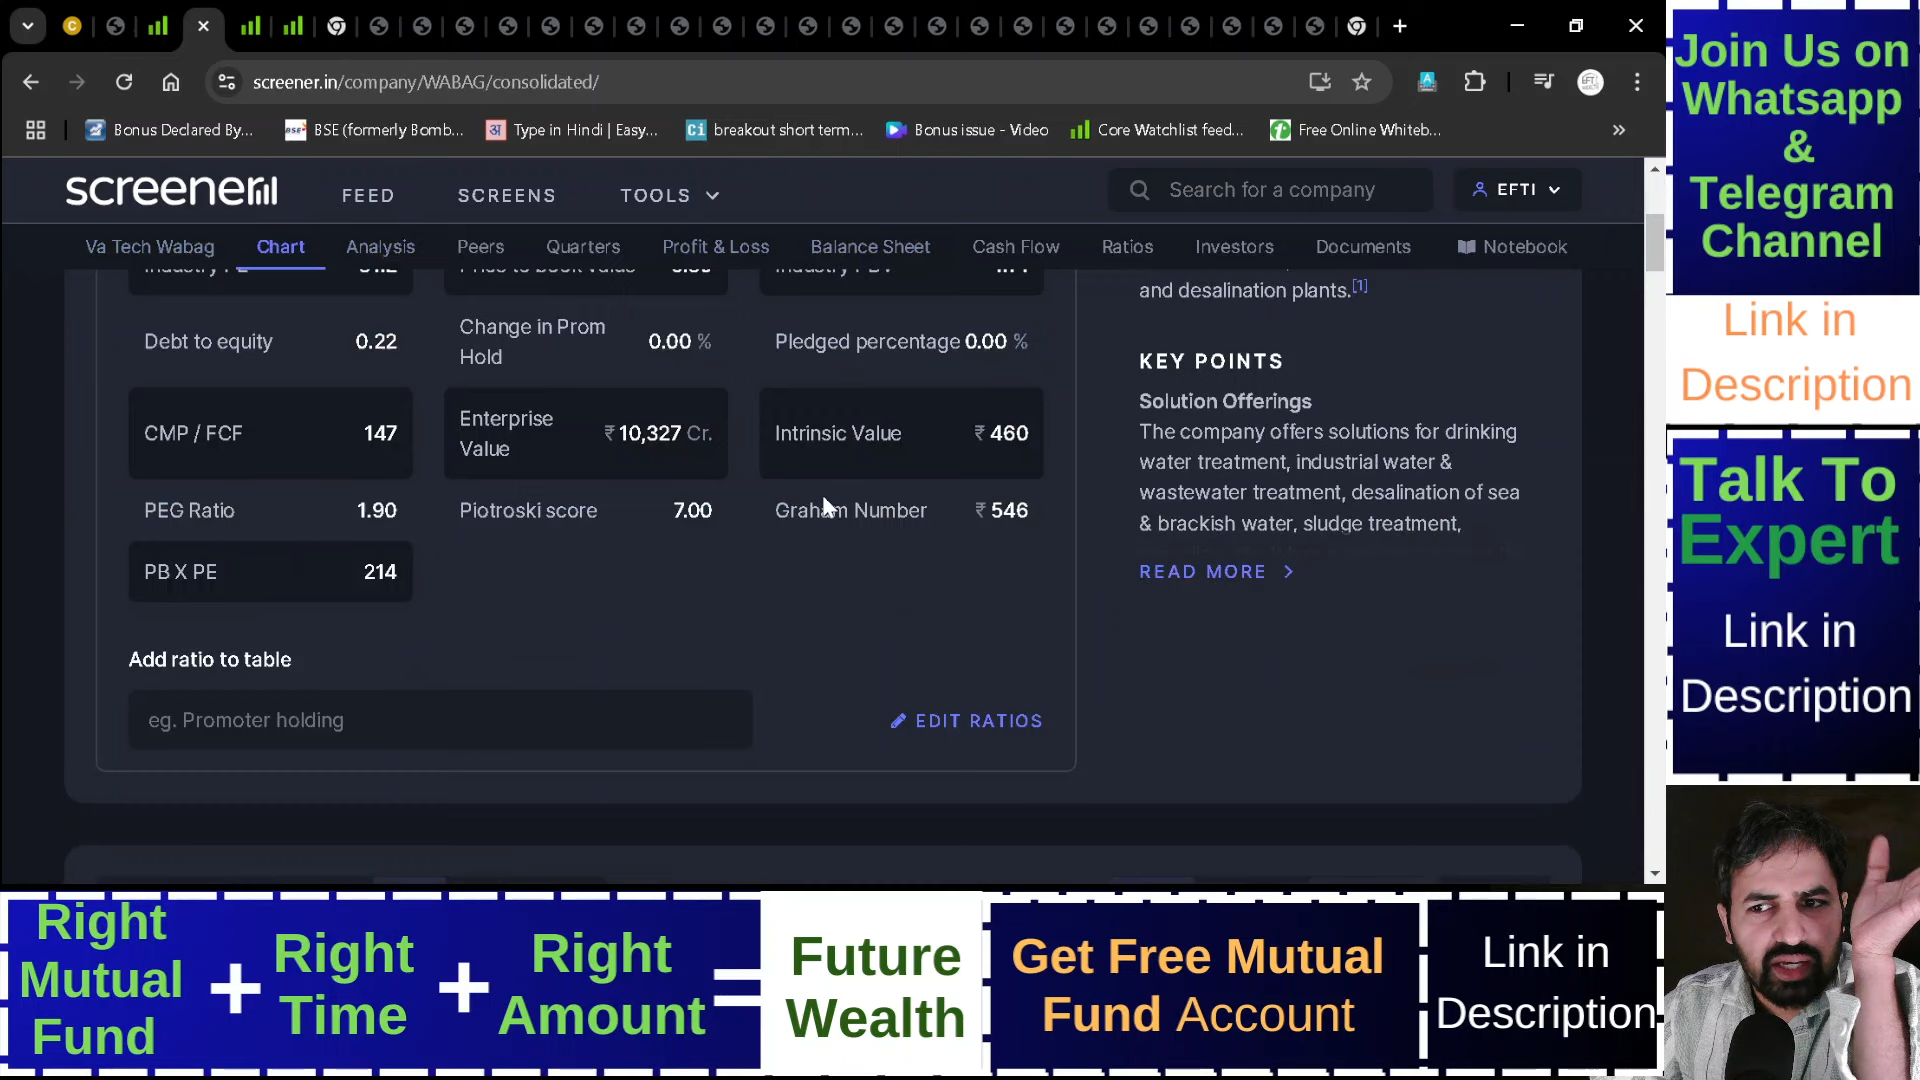 screener.in/company/WABAG/consolidated/
Bonus Declared By...
BSE (formerly Bomb...
Type in Hindi | Easy...
breakout short term...
Bonus issue - Video
Core Watchlist feed...
Free Online Whiteb...
screener
FEED
SCREENS
TOOLS
Search for a company
EFTI
Va Tech Wabag
Chart
Analysis
Peers
Quarters
Profit & Loss
Balance Sheet
Cash Flow
Ratios
Investors
Documents
Notebook
and desalination plants.[1]
Debt to equity 0.22
Change in Prom
Hold
0.00 %
Pledged percentage 0.00 %
CMP / FCF 147
Enterprise
Value
₹ 10,327 Cr.
Intrinsic Value ₹ 460
PEG Ratio 1.90
Piotroski score 7.00
Graham Number ₹ 546
PB X PE 214
Add ratio to table
eg. Promoter holding
EDIT RATIOS
KEY POINTS
Solution Offerings
The company offers solutions for drinking
water treatment, industrial water &
wastewater treatment, desalination of sea
& brackish water, sludge treatment,
READ MORE
Join Us on
Whatsapp
&
Telegram
Channel
Link in
Description
Talk To
Expert
Link in
Description
Right
Mutual
Fund
+
Right
Time
+
Right
Amount
=
Future
Wealth
Get Free Mutual
Fund Account
Link in
Description